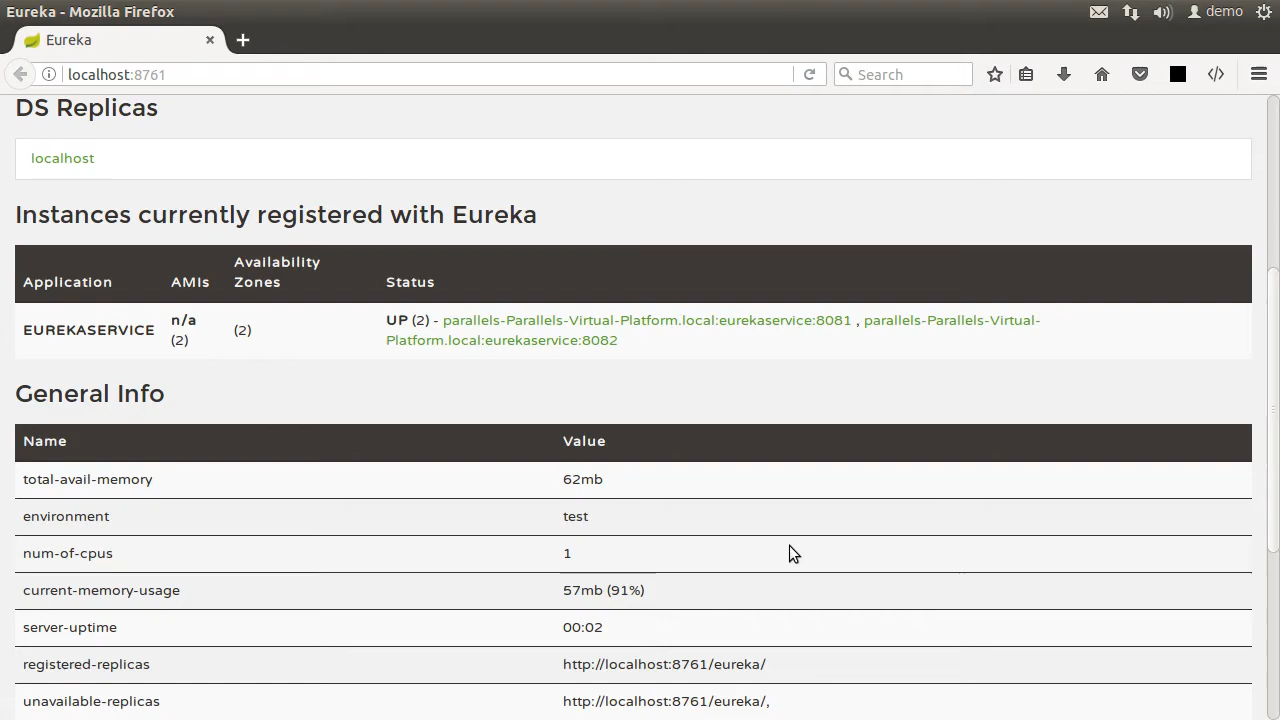 Eureka - Mozilla Firefox
demo
Eureka
localhost:8761
Search
DS Replicas
localhost
Instances currently registered with Eureka
Application AMIs Availability Zones Status
EUREKASERVICE n/a (2) (2) UP (2) - parallels-Parallels-Virtual-Platform.local:eurekaservice:8081 , parallels-Parallels-Virtual-
Platform.local:eurekaservice:8082
General Info
Name Value
total-avail-memory 62mb
environment test
num-of-cpus 1
current-memory-usage 57mb (91%)
server-uptime 00:02
registered-replicas http://localhost:8761/eureka/
unavailable-replicas http://localhost:8761/eureka/,